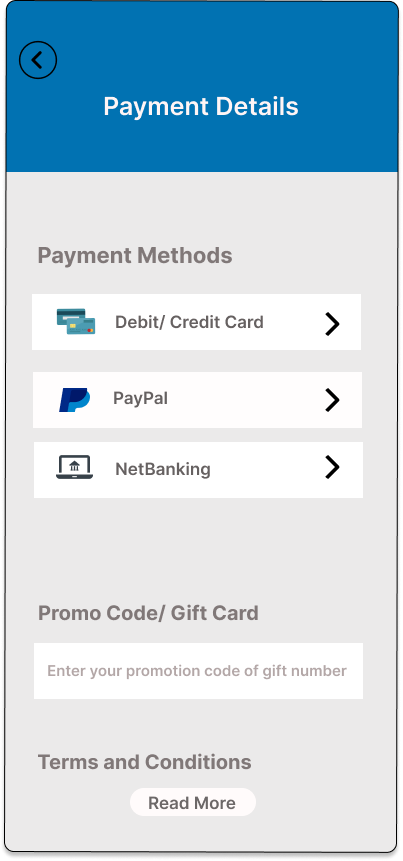 Payment Details
Payment Methods
Debit/ Credit Card
PayPal
NetBanking
Promo Code/ Gift Card
Enter your promotion code of gift number
Terms and Conditions
Read More